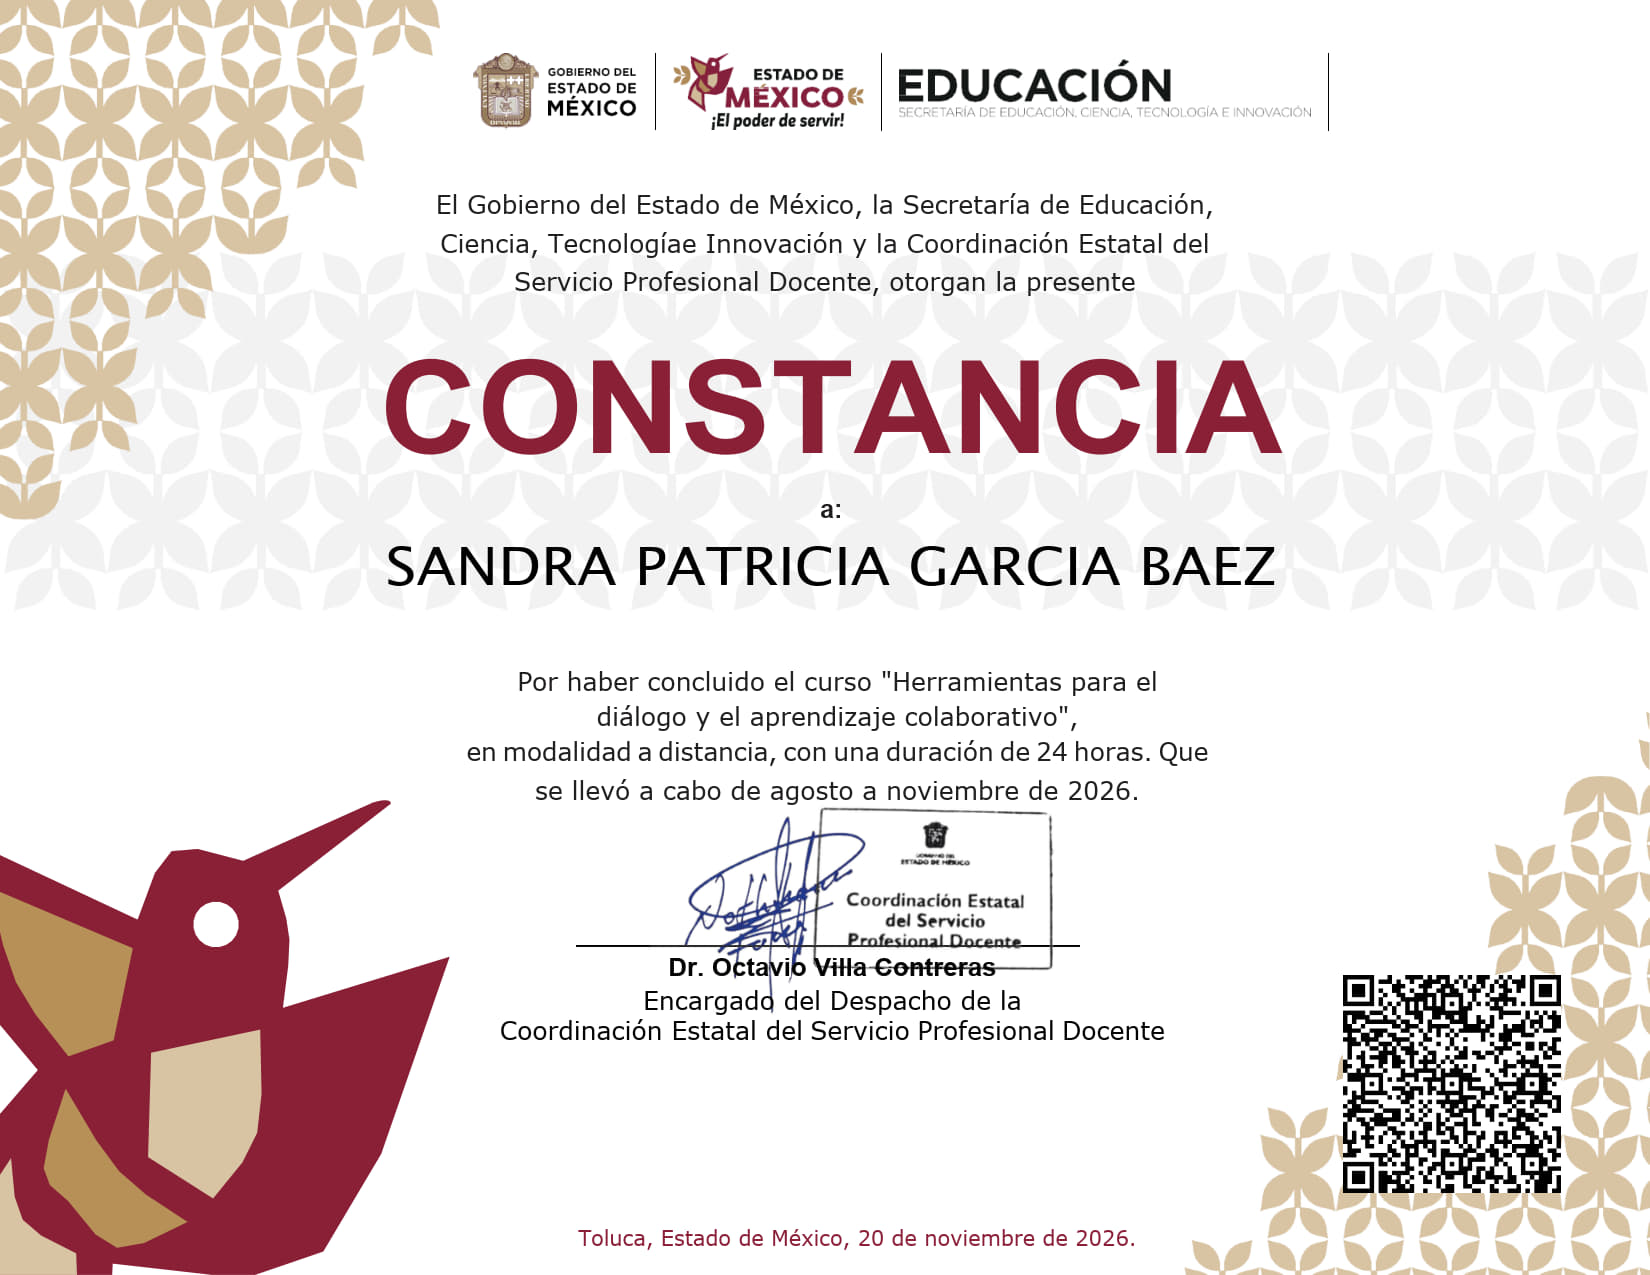 GOBIERNO DEL
ESTADO DE
MÉXICO
ESTADO DE
MÉXICO
¡El poder de servir!
EDUCACIÓN
SECRETARÍA DE EDUCACIÓN, CIENCIA, TECNOLOGÍA E INNOVACIÓN
El Gobierno del Estado de México, la Secretaría de Educación,
Ciencia, Tecnologíae Innovación y la Coordinación Estatal del
Servicio Profesional Docente, otorgan la presente
CONSTANCIA
a:
SANDRA PATRICIA GARCIA BAEZ
Por haber concluido el curso "Herramientas para el
diálogo y el aprendizaje colaborativo",
en modalidad a distancia, con una duración de 24 horas. Que
se llevó a cabo de agosto a noviembre de 2026.
GOBIERNO DEL
ESTADO DE MÉXICO
Coordinación Estatal
del Servicio
Profesional Docente
Dr. Octavio Villa Contreras
Encargado del Despacho de la
Coordinación Estatal del Servicio Profesional Docente
Toluca, Estado de México, 20 de noviembre de 2026.